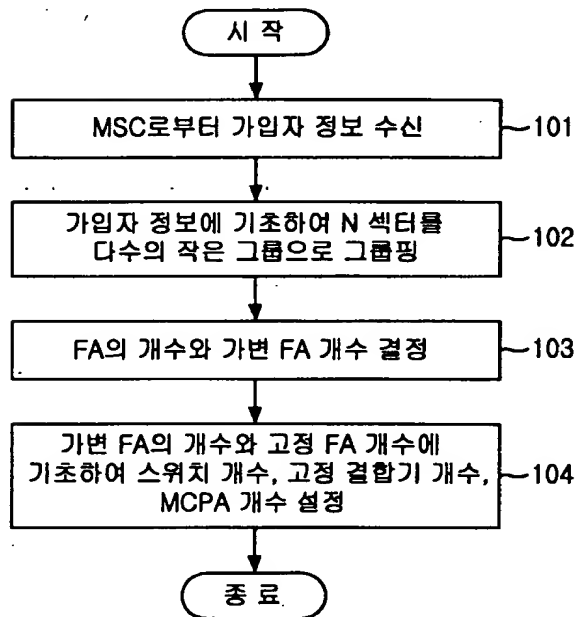 시 작
MSC로부터 가입자 정보 수신
101
가입자 정보에 기초하여 N 섹터를
다수의 작은 그룹으로 그룹핑
102
FA의 개수와 가변 FA 개수 결정
103
가변 FA의 개수와 고정 FA 개수에
기초하여 스위치 개수, 고정 결합기 개수,
MCPA 개수 설정
104
종 료